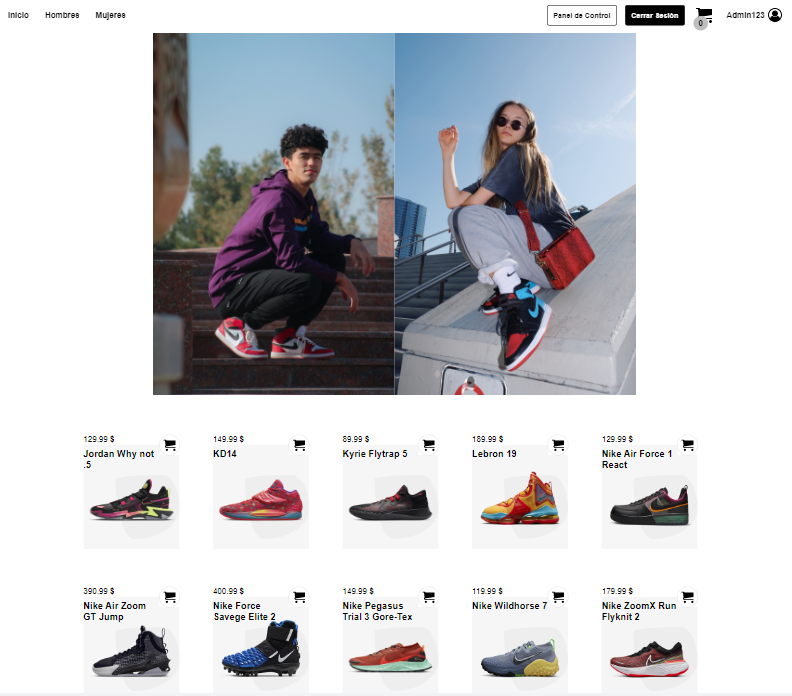 Inicio Hombres Mujeres Panel de Control Cerrar Sesión 0 Admin123
129.99 $ 149.99 $ 89.99 $ 189.99 $ 129.99 $
Jordan Why not KD14 Kyrie Flytrap 5 Lebron 19 Nike Air Force 1
.5 React
390.99 $ 400.99 $ 149.99 $ 119.99 $ 179.99 $
Nike Air Zoom Nike Force Nike Pegasus Nike Wildhorse 7 Nike ZoomX Run
GT Jump Savege Elite 2 Trial 3 Gore-Tex Flyknit 2